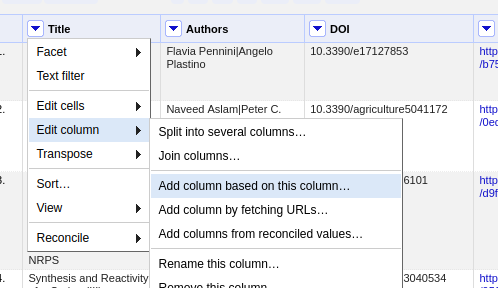 Title Authors DOI
1. Facet Flavia Pennini|Angelo 10.3390/e17127853 http
Text filter Plastino /b75
2. Edit cells Naveed Aslam|Peter C. 10.3390/agriculture5041172 http
Edit column Split into several columns… /0ec
Transpose Join columns…
3. Sort… Add column based on this column… 6101 http
View Add column by fetching URLs… /d9f
Reconcile Add columns from reconciled values…
NRPS Rename this column…
4. Synthesis and Reactivity 3040534 http
Remove this column